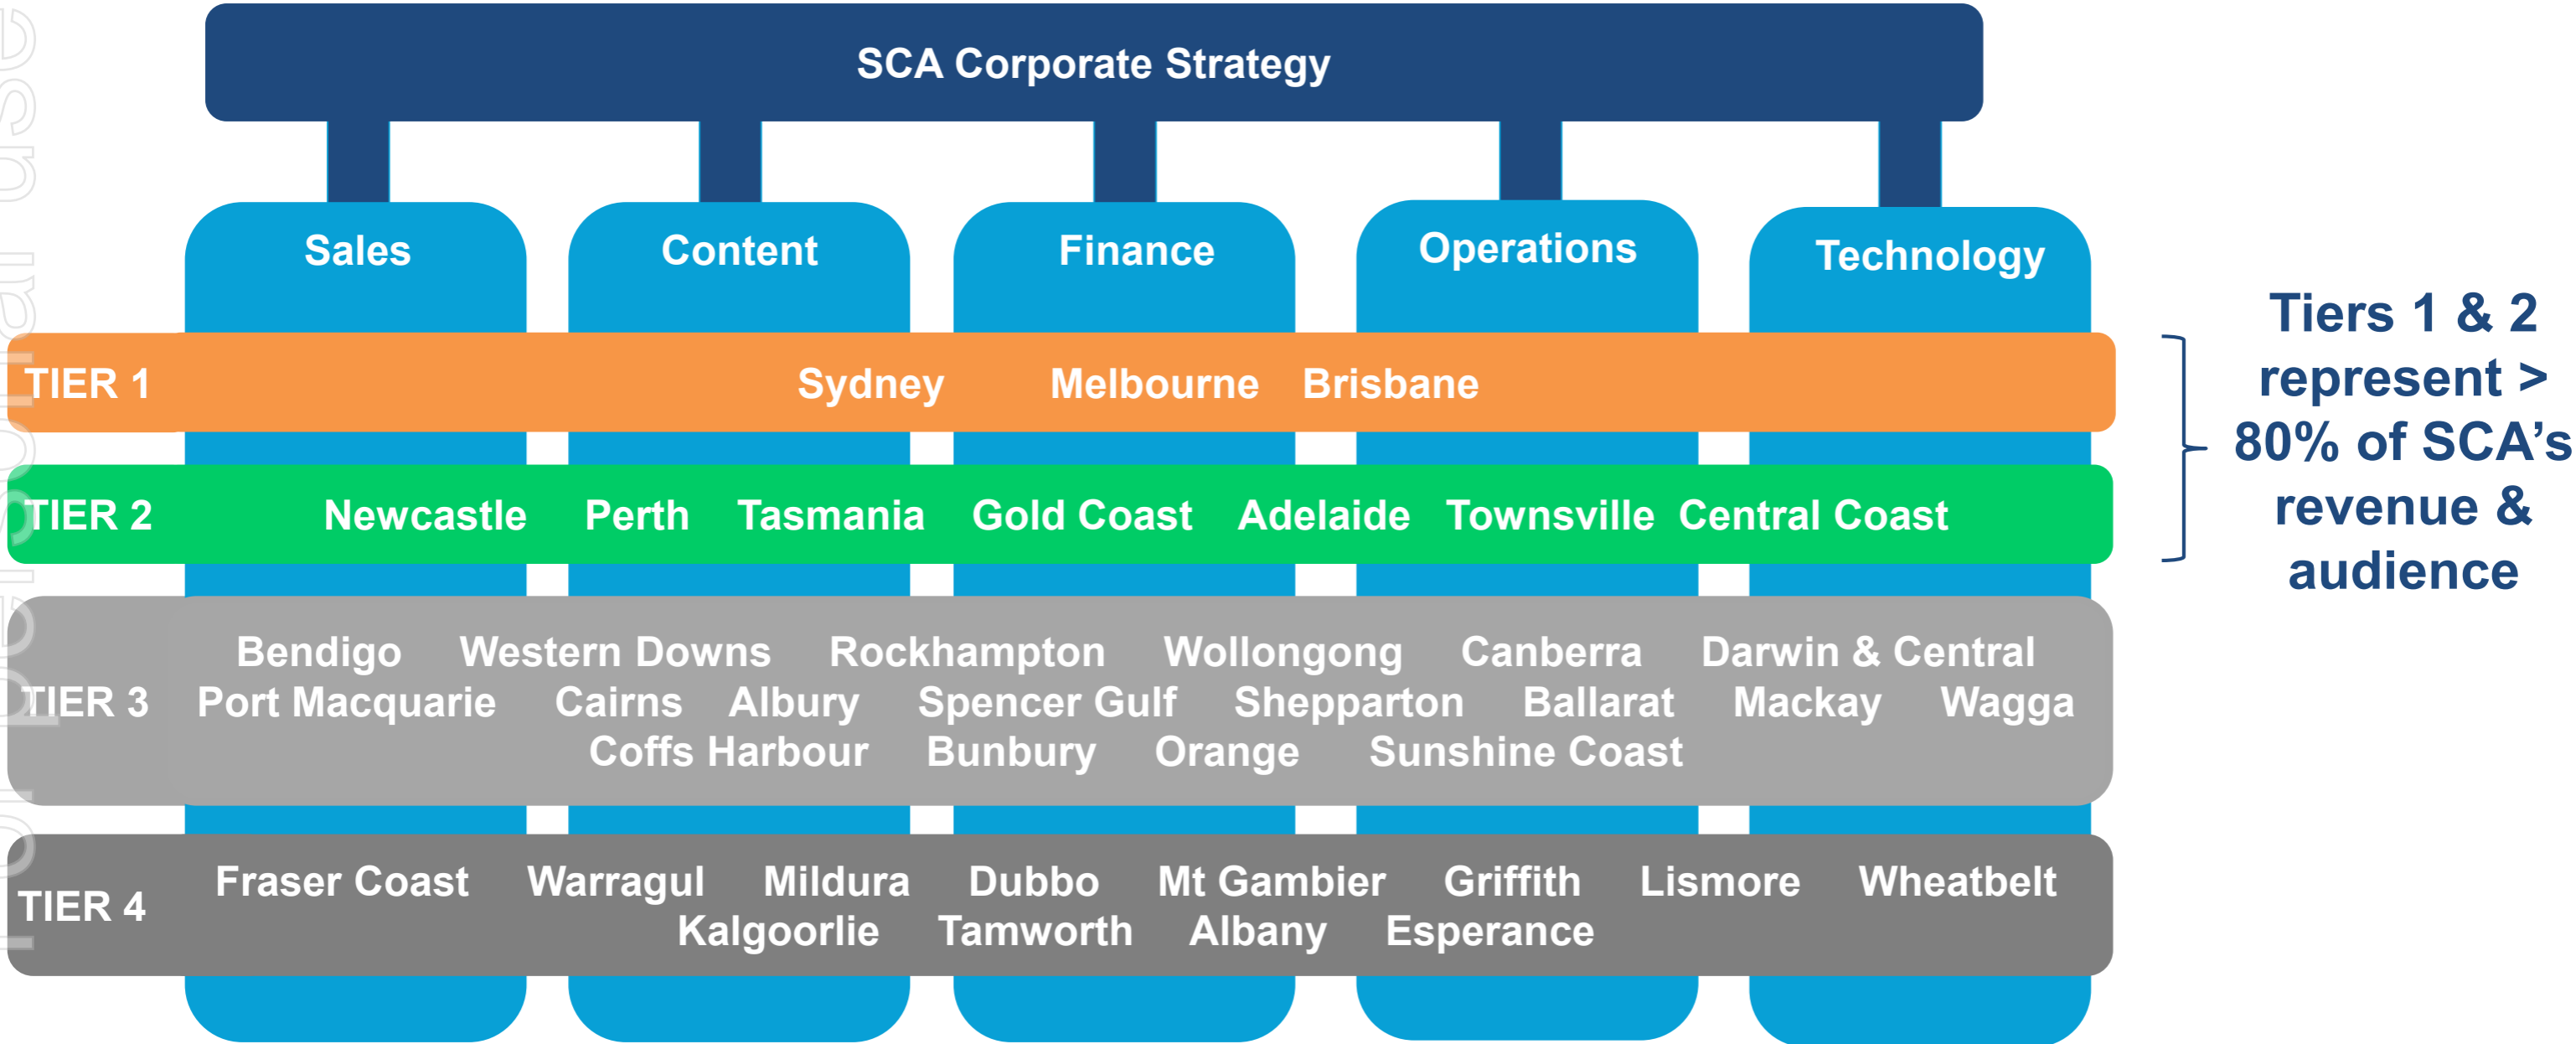 SCA Corporate Strategy
Sales
Content
Finance
Operations
Technology
TIER 1
Sydney Melbourne Brisbane
TIER 2
Newcastle Perth Tasmania Gold Coast Adelaide Townsville Central Coast
TIER 3
Bendigo Western Downs Rockhampton Wollongong Canberra Darwin & Central
Port Macquarie Cairns Albury Spencer Gulf Shepparton Ballarat Mackay Wagga
Coffs Harbour Bunbury Orange Sunshine Coast
TIER 4
Fraser Coast Warragul Mildura Dubbo Mt Gambier Griffith Lismore Wheatbelt
Kalgoorlie Tamworth Albany Esperance
Tiers 1 & 2
represent >
80% of SCA’s
revenue &
audience
personal use